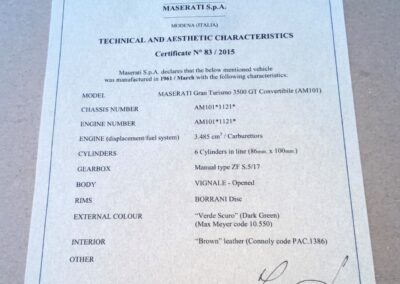 MASERATI S.p.A.
MODENA (ITALIA)
TECHNICAL AND AESTHETIC CHARACTERISTICS
Certificate N° 83 / 2015
Maserati S.p.A. declares that the below mentioned vehicle
was manufactured in 1961 / March with the following characteristics:
MODEL MASERATI Gran Turismo 3500 GT Convertibile (AM101)
CHASSIS NUMBER AM101*1121*
ENGINE NUMBER AM101*1121*
ENGINE (displacement/fuel system) 3.485 cm³ / Carburettors
CYLINDERS 6 Cylinders in line (86mm. x 100mm.)
GEARBOX Manual type ZF S.5/17
BODY VIGNALE - Opened
RIMS BORRANI Disc
EXTERNAL COLOUR "Verde Scuro" (Dark Green)
(Max Meyer code 10.550)
INTERIOR "Brown" leather (Connoly code PAC.1386)
OTHER